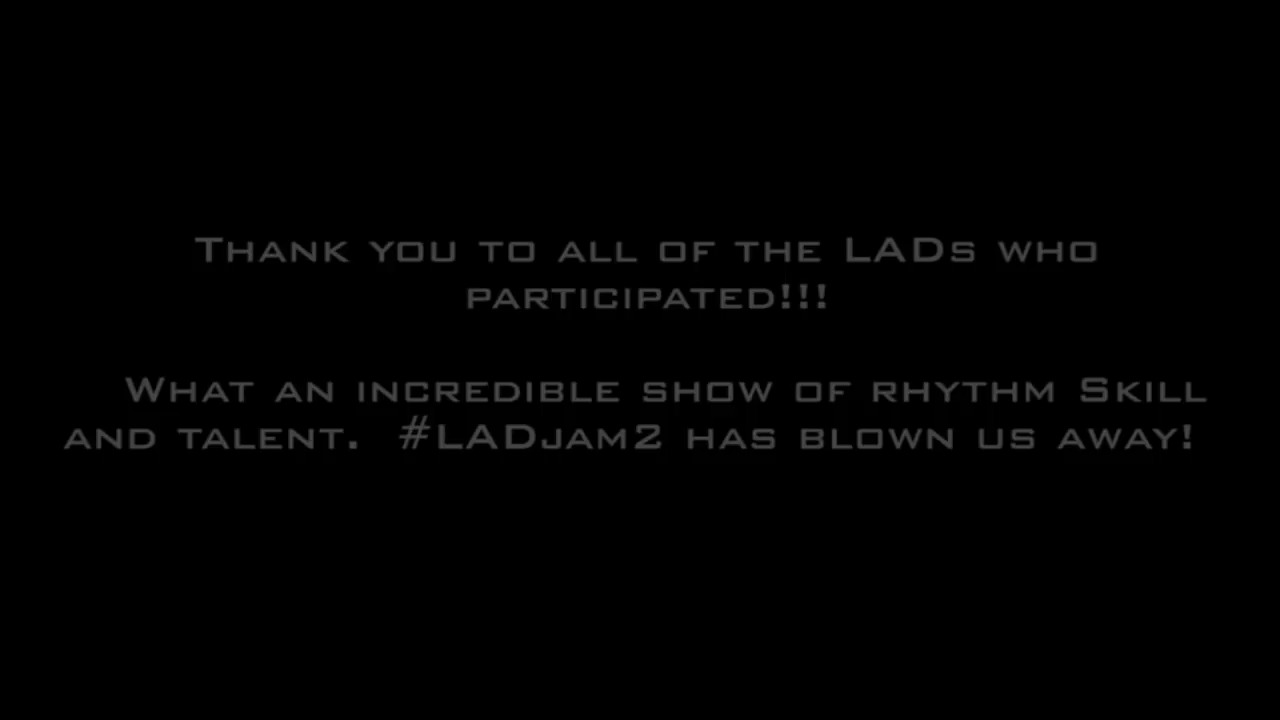 Thank you to all of the LADs who
participated!!!
What an incredible show of rhythm Skill
and talent. #LADjam2 has blown us away!